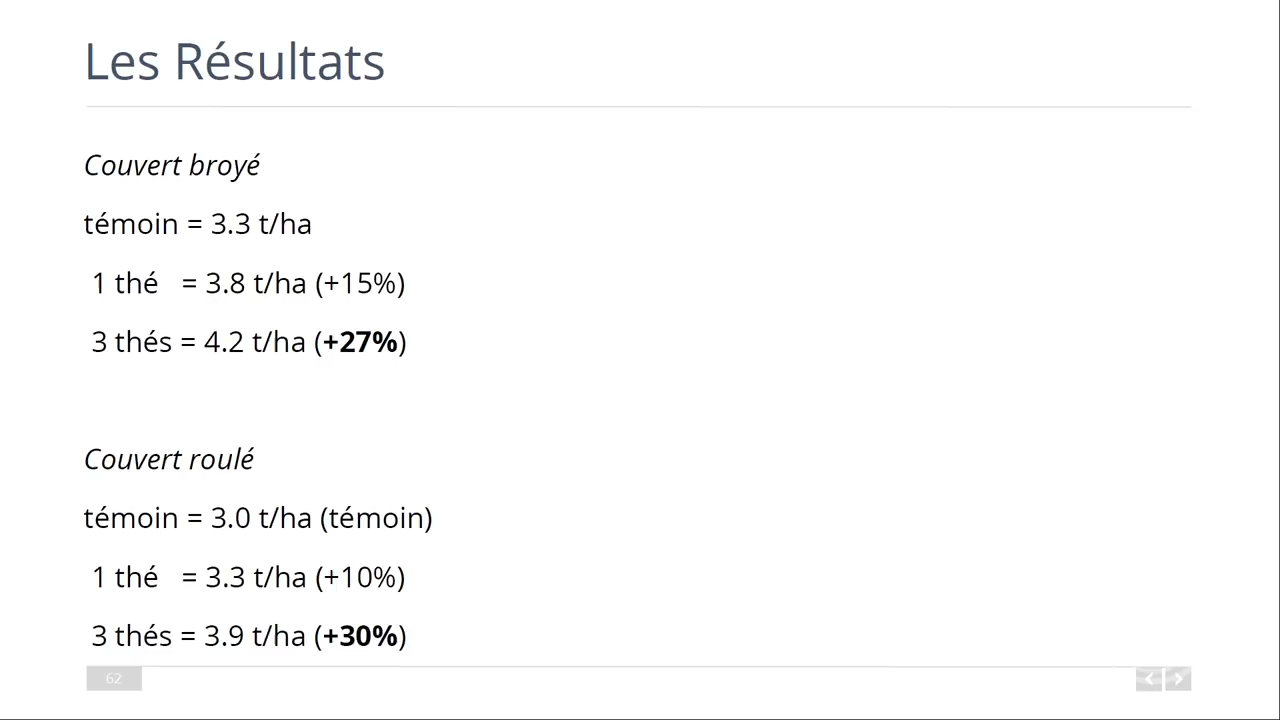 Les Résultats
Couvert broyé
témoin = 3.3 t/ha
1 thé = 3.8 t/ha (+15%)
3 thés = 4.2 t/ha (+27%)
Couvert roulé
témoin = 3.0 t/ha (témoin)
1 thé = 3.3 t/ha (+10%)
3 thés = 3.9 t/ha (+30%)
62